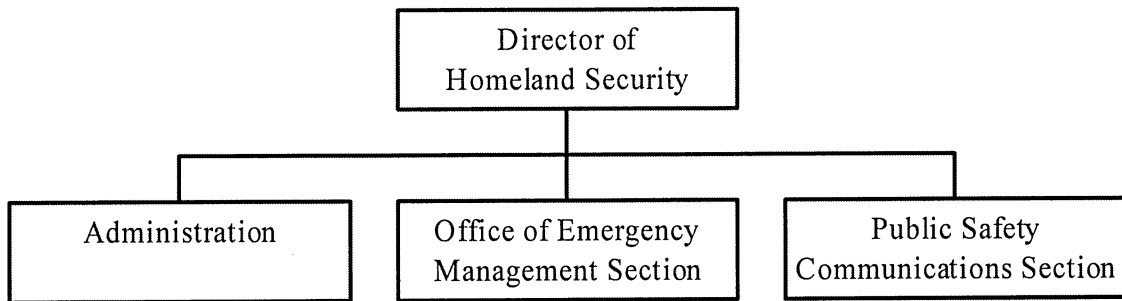 Director of
Homeland Security
Administration
Office of Emergency
Management Section
Public Safety
Communications Section